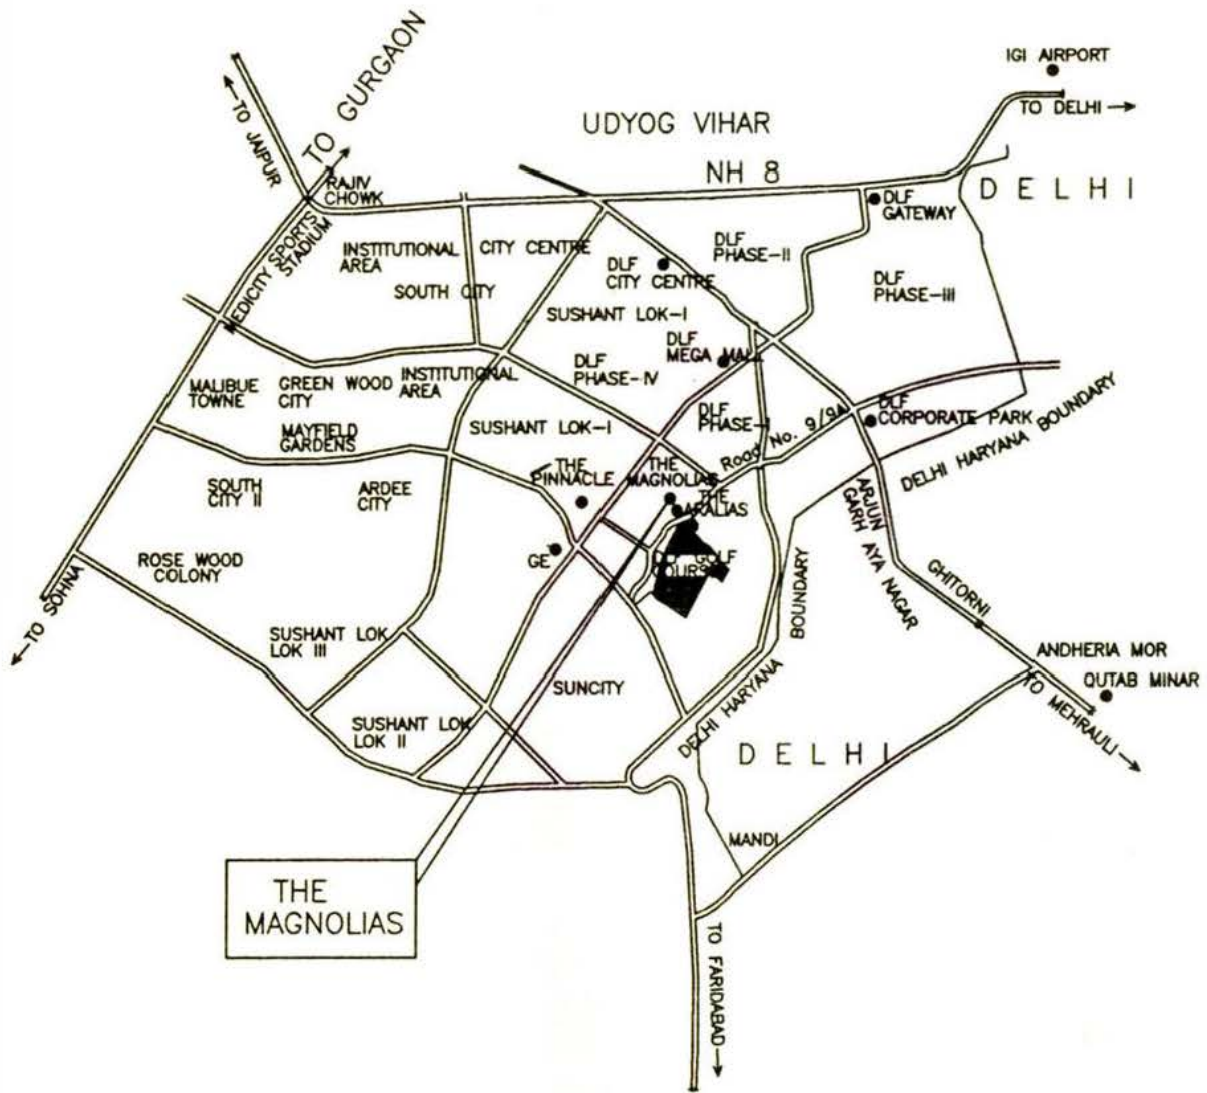 TO GURGAON
IGI AIRPORT
TO DELHI
TO JAIPUR
UDYOG VIHAR
NH 8
RAJIV
CHOWK
DELHI
DLF
GATEWAY
MEDICITY SPORTS
STADIUM
INSTITUTIONAL
AREA
CITY CENTRE
DLF
PHASE-II
DLF
CITY CENTRE
DLF
PHASE-III
SOUTH CITY
SUSHANT LOK-I
DLF
MEGA MALL
DLF
PHASE-IV
MALIBUE
TOWNE
GREEN WOOD
CITY
INSTITUTIONAL
AREA
DLF
PHASE-I
Road No. 9/9A
DLF
CORPORATE PARK
DELHI HARYANA BOUNDARY
MAYFIELD
GARDENS
SUSHANT LOK-I
THE
PINNACLE
THE
MAGNOLIAS
THE
ARALIAS
SOUTH
CITY II
ARDEE
CITY
ARJUN
GARH AYA NAGAR
ROSE WOOD
COLONY
GE
DLF GOLF
COURSE
TO SOHNA
GHITORNI
SUSHANT LOK
LOK III
DELHI HARYANA
BOUNDARY
ANDHERIA MOR
QUTAB MINAR
TO MEHRAULI
SUNCITY
SUSHANT LOK
LOK II
DELHI
MANDI
THE
MAGNOLIAS
TO FARIDABAD